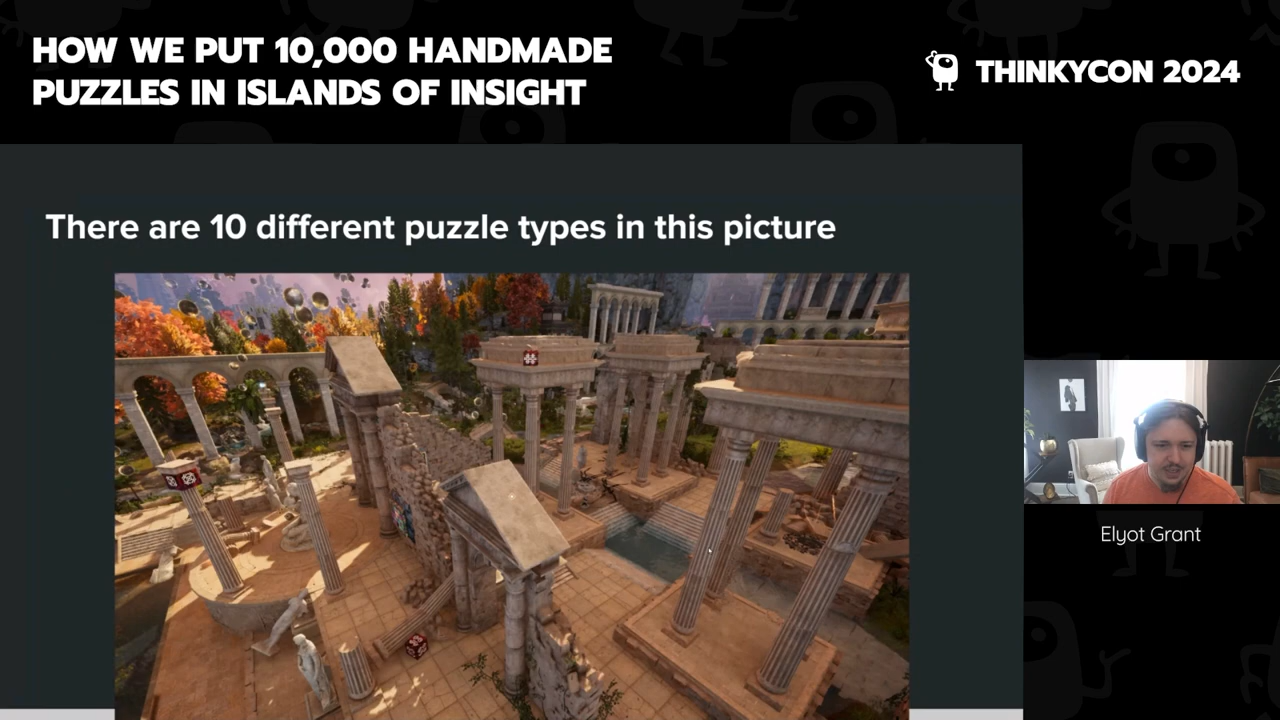 HOW WE PUT 10,000 HANDMADE
PUZZLES IN ISLANDS OF INSIGHT
THINKYCON 2024
There are 10 different puzzle types in this picture
Elyot Grant